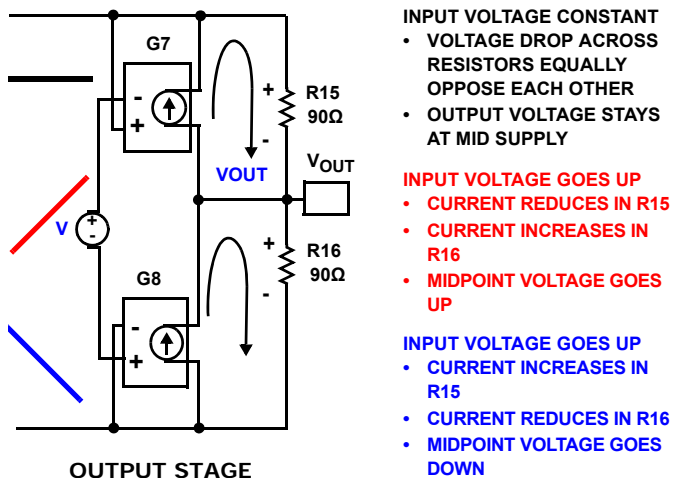 G7
-
+
+
R15
90Ω
-
VOUT
VOUT
V
+
-
+
R16
90Ω
-
G8
-
+
OUTPUT STAGE
INPUT VOLTAGE CONSTANT
• VOLTAGE DROP ACROSS
RESISTORS EQUALLY
OPPOSE EACH OTHER
• OUTPUT VOLTAGE STAYS
AT MID SUPPLY
INPUT VOLTAGE GOES UP
• CURRENT REDUCES IN R15
• CURRENT INCREASES IN
R16
• MIDPOINT VOLTAGE GOES
UP
INPUT VOLTAGE GOES UP
• CURRENT INCREASES IN
R15
• CURRENT REDUCES IN R16
• MIDPOINT VOLTAGE GOES
DOWN